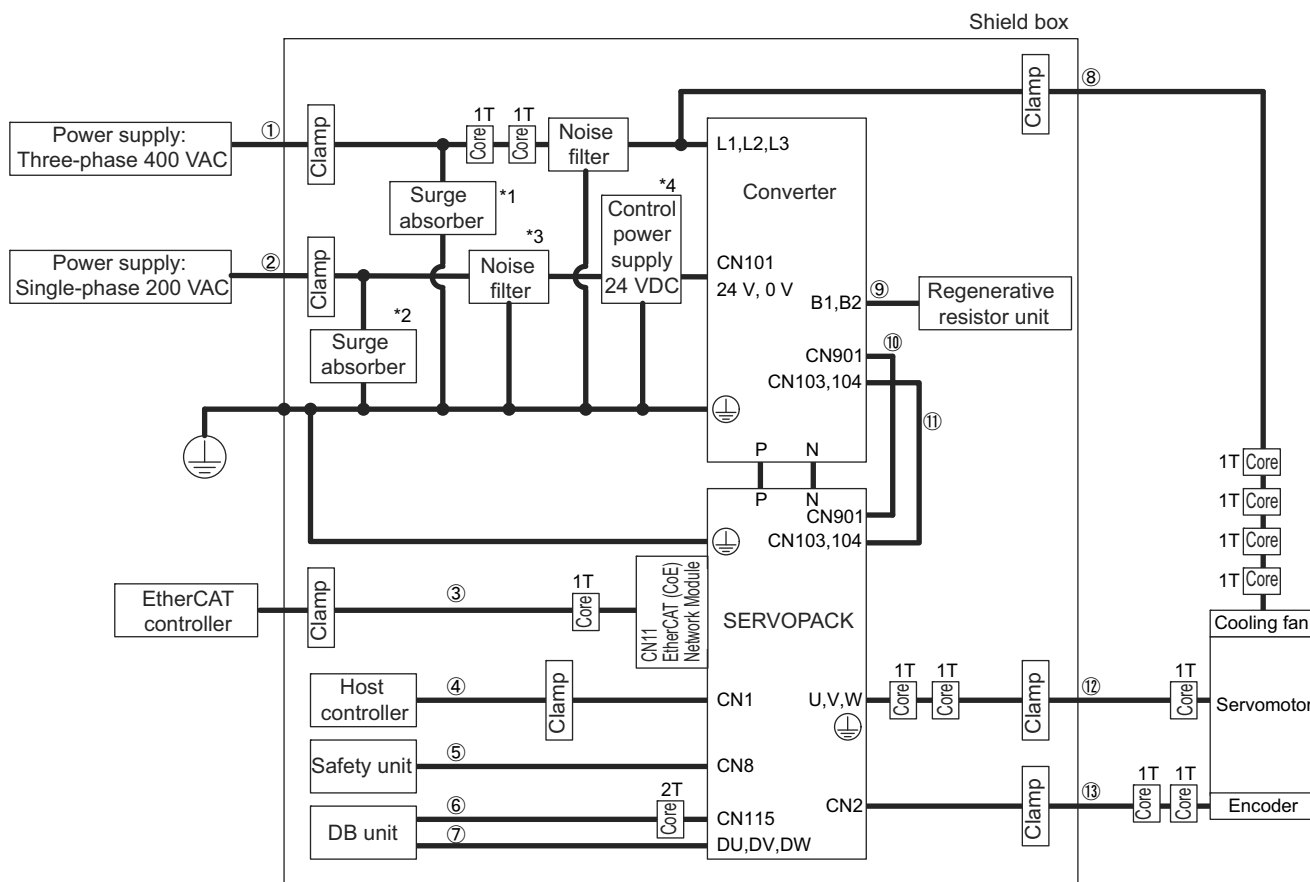 Shield box
Power supply:
Three-phase 400 VAC
①
Clamp
1T
Core
1T
Core
Noise
filter
L1,L2,L3
Clamp
⑧
Surge
absorber
*1
*4
Control
power
supply
24 VDC
Converter
Power supply:
Single-phase 200 VAC
②
Clamp
*3
Noise
filter
CN101
24 V, 0 V
B1,B2
⑨
Regenerative
resistor unit
*2
Surge
absorber
CN901
⑩
CN103,104
⑪
P
N
P
N
CN901
CN103,104
1T
Core
1T
Core
1T
Core
1T
Core
Cooling fan
EtherCAT
controller
Clamp
③
1T
Core
CN11
EtherCAT (CoE)
Network Module
SERVOPACK
Host
controller
④
Clamp
CN1
U,V,W
1T
Core
1T
Core
Clamp
⑫
1T
Core
Servomotor
Safety unit
⑤
CN8
DB unit
⑥
2T
Core
CN115
⑦
DU,DV,DW
CN2
Clamp
⑬
1T
Core
1T
Core
Encoder